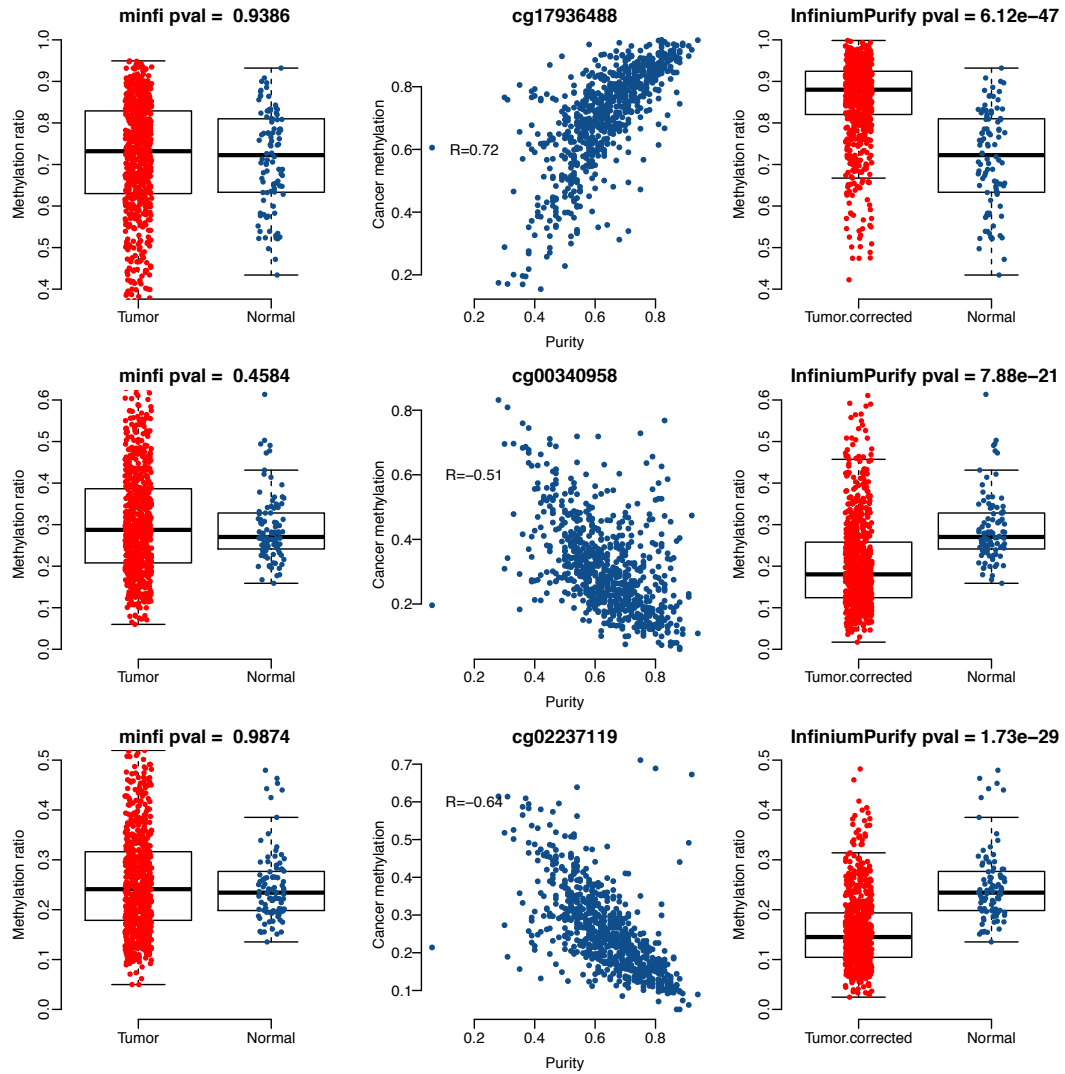 minfi pval =  0.9386
Methylation ratio
1.0
0.9
0.8
0.7
0.6
0.5
0.4
Tumor
Normal
cg17936488
Cancer methylation
0.8
0.6
0.4
0.2
R=0.72
0.2
0.4
0.6
0.8
Purity
InfiniumPurify pval = 6.12e−47
Methylation ratio
1.0
0.9
0.8
0.7
0.6
0.5
0.4
Tumor.corrected
Normal
minfi pval =  0.4584
Methylation ratio
0.6
0.5
0.4
0.3
0.2
0.1
0.0
Tumor
Normal
cg00340958
Cancer methylation
0.8
0.6
0.4
0.2
R=−0.51
0.2
0.4
0.6
0.8
Purity
InfiniumPurify pval = 7.88e−21
Methylation ratio
0.6
0.5
0.4
0.3
0.2
0.1
0.0
Tumor.corrected
Normal
minfi pval =  0.9874
Methylation ratio
0.5
0.4
0.3
0.2
0.1
0.0
Tumor
Normal
cg02237119
Cancer methylation
0.7
0.6
0.5
0.4
0.3
0.2
0.1
R=−0.64
0.2
0.4
0.6
0.8
Purity
InfiniumPurify pval = 1.73e−29
Methylation ratio
0.5
0.4
0.3
0.2
0.1
0.0
Tumor.corrected
Normal